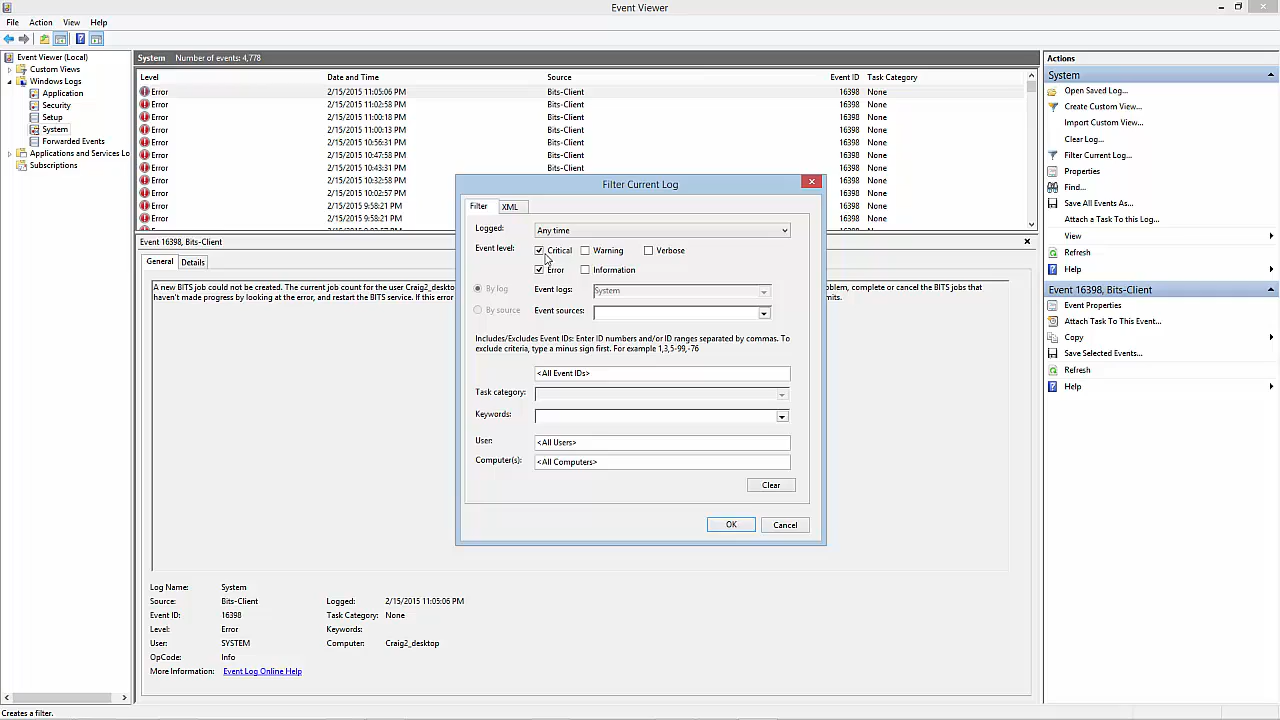 Event Viewer
File Action View Help
Event Viewer (Local)
Custom Views
Windows Logs
Application
Security
Setup
System
Forwarded Events
Applications and Services Lo
Subscriptions
System Number of events: 4,778
Level Date and Time Source Event ID Task Category
Error 2/15/2015 11:05:06 PM Bits-Client 16398 None
Error 2/15/2015 11:02:58 PM Bits-Client 16398 None
Error 2/15/2015 11:00:18 PM Bits-Client 16398 None
Error 2/15/2015 11:00:13 PM Bits-Client 16398 None
Error 2/15/2015 10:56:31 PM Bits-Client 16398 None
Error 2/15/2015 10:47:58 PM Bits-Client 16398 None
Error 2/15/2015 10:43:31 PM Bits-Client 16398 None
Error 2/15/2015 10:32:58 PM 16398 None
Error 2/15/2015 10:02:57 PM 16398 None
Error 2/15/2015 9:58:21 PM 16398 None
Error 2/15/2015 9:58:21 PM 16398 None
Event 16398, Bits-Client
General Details
A new BITS job could not be created. The current job count for the user Craig2_deskto
oblem, complete or cancel the BITS jobs that
haven't made progress by looking at the error, and restart the BITS service. If this error
mits.
Log Name: System
Source: Bits-Client Logged: 2/15/2015 11:05:06 PM
Event ID: 16398 Task Category: None
Level: Error Keywords:
User: SYSTEM Computer: Craig2_desktop
OpCode: Info
More Information: Event Log Online Help
Filter Current Log
Filter XML
Logged: Any time
Event level: Critical Warning Verbose
Error Information
By log Event logs: System
By source Event sources:
Includes/Excludes Event IDs: Enter ID numbers and/or ID ranges separated by commas. To
exclude criteria, type a minus sign first. For example 1,3,5-99,-76
<All Event IDs>
Task category:
Keywords:
User: <All Users>
Computer(s): <All Computers>
Clear
OK Cancel
Actions
System
Open Saved Log...
Create Custom View...
Import Custom View...
Clear Log...
Filter Current Log...
Properties
Find...
Save All Events As...
Attach a Task To this Log...
View
Refresh
Help
Event 16398, Bits-Client
Event Properties
Attach Task To This Event...
Copy
Save Selected Events...
Refresh
Help
Creates a filter.